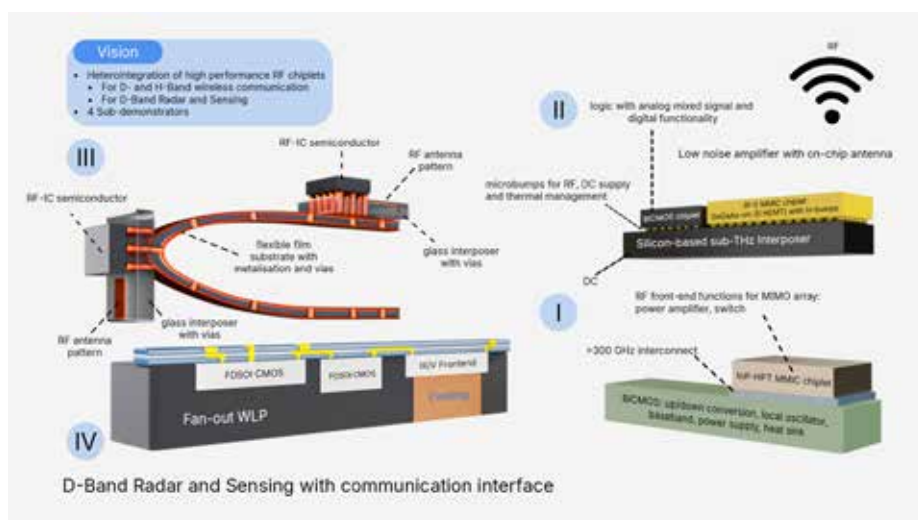 Vision
• Heterointegration of high performance RF chiplets
• For D- and H-Band wireless communication
• For D-Band Radar and Sensing
• 4 Sub-demonstrators
III
RF-IC semiconductor
RF antenna
pattern
RF-IC semiconductor
flexible film
substrate with
metalisation and vias
glass interposer
with vias
RF antenna
pattern
glass interposer
with vias
RF
II
logic with analog mixed signal and
digital functionality
Low noise amplifier with on-chip antenna
microbumps for RF, DC supply
and thermal management
BiCMOS chiplet
MMIC chiplet
Silicon-based sub-THz Interposer
DC
I
RF front-end functions for MIMO array:
power amplifier, switch
>300 GHz interconnect
MMIC chiplet
BiCMOS: up/down conversion, local oscillator,
baseband, power supply, heat sink
FDSOI CMOS
FDSOI CMOS
III/V Frontend
Fan-out WLP
IV
D-Band Radar and Sensing with communication interface